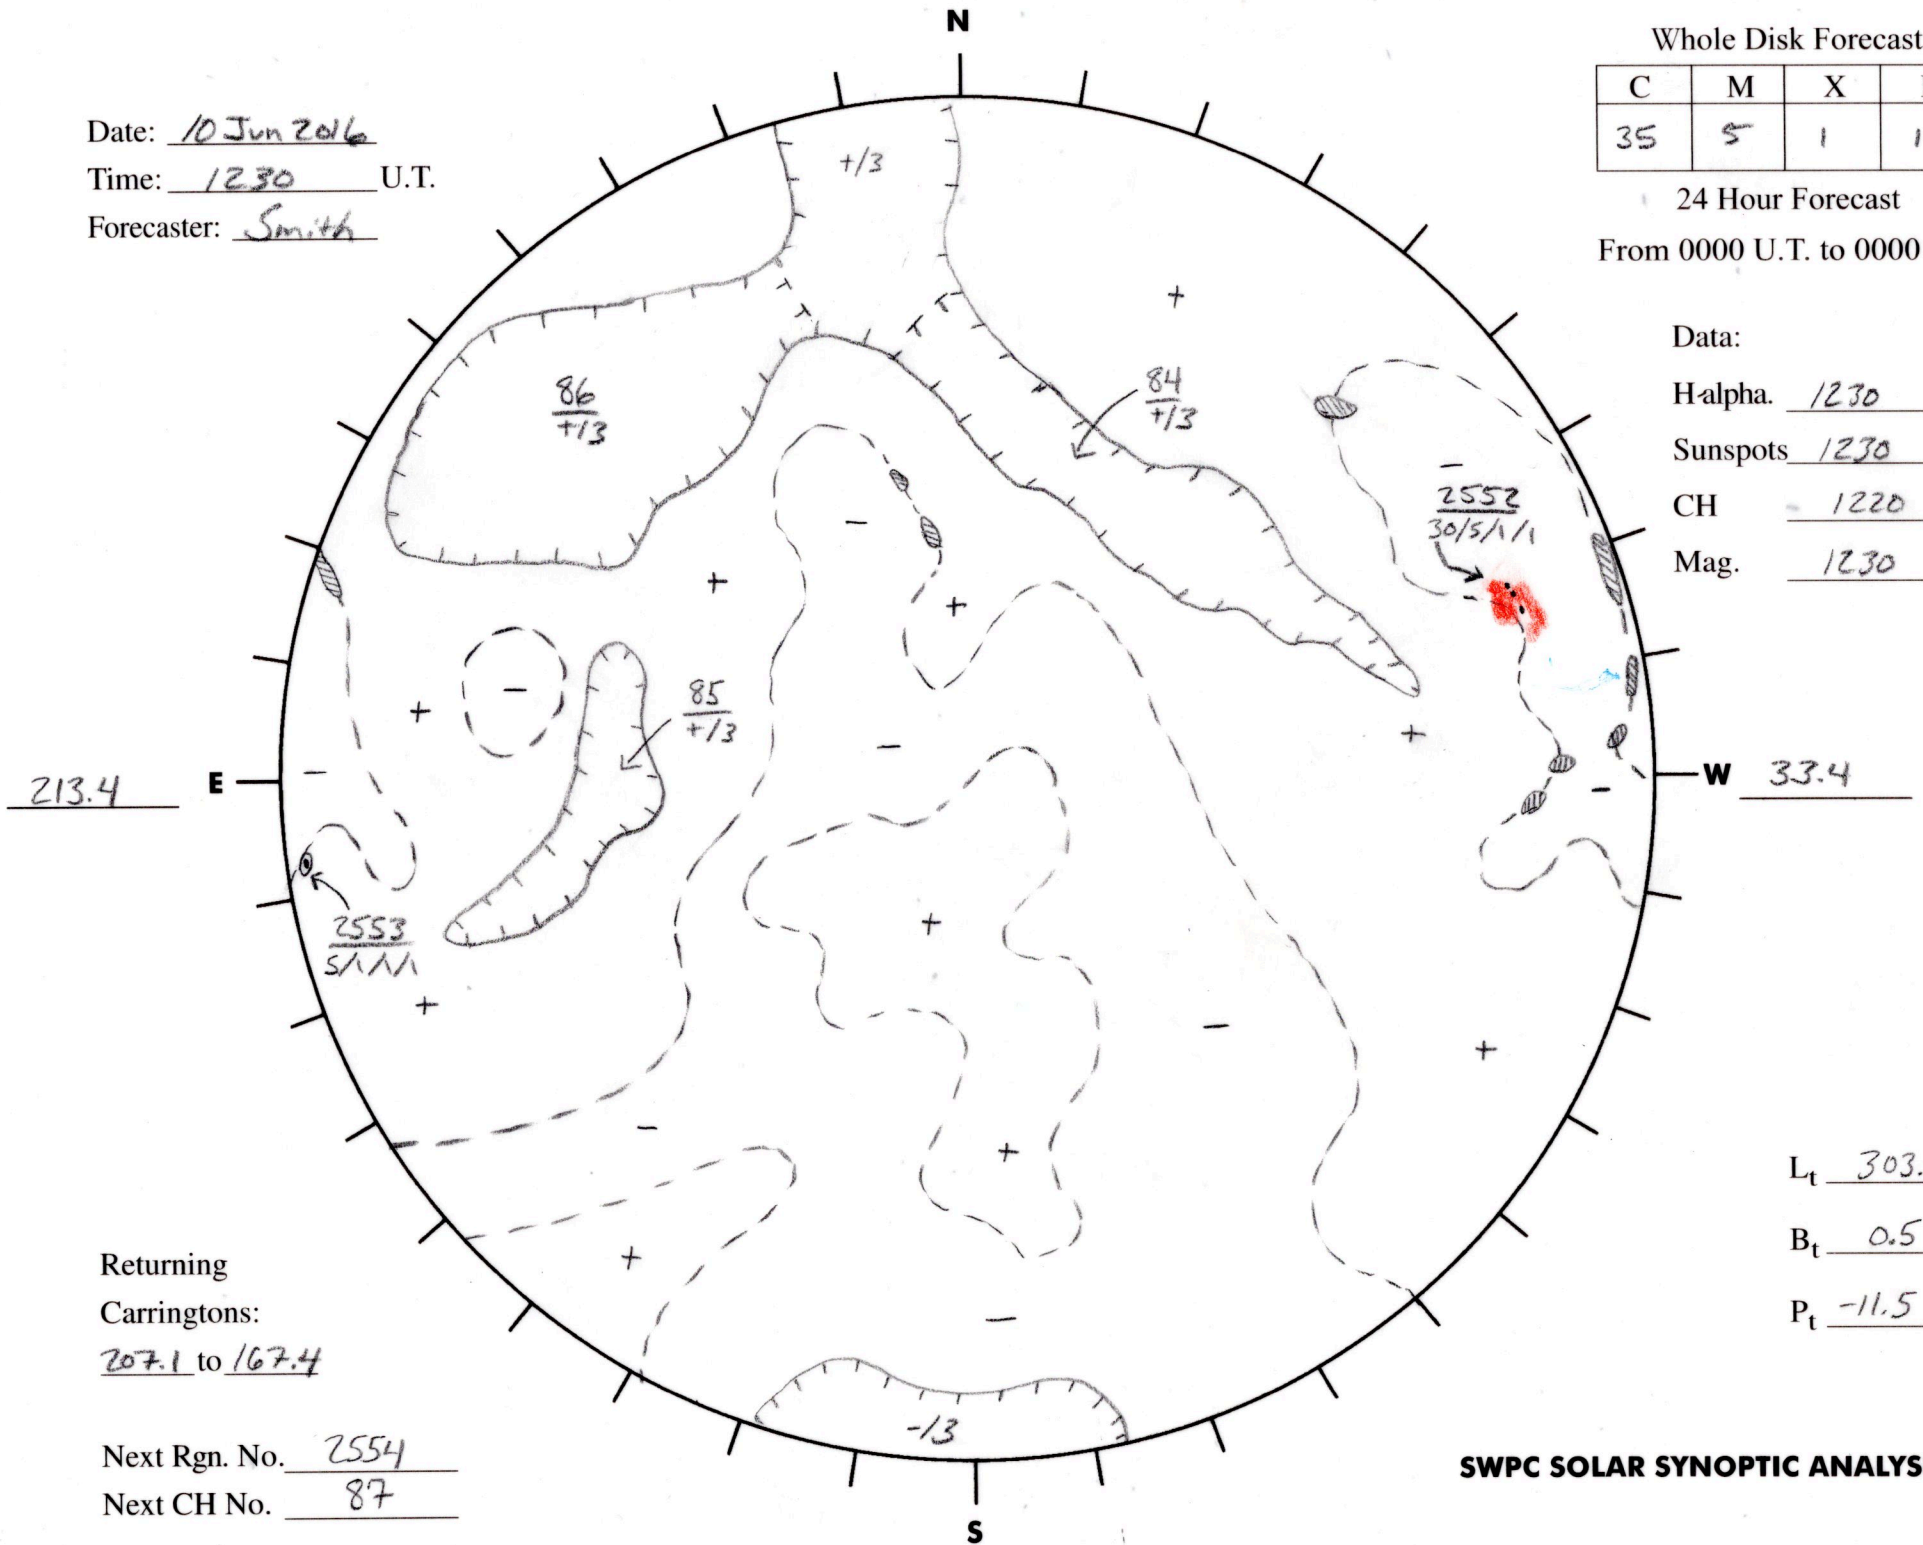 N
Whole Disk Forecast
C M X
35 5 1 1
24 Hour Forecast
From 0000 U.T. to 0000
Date: 10 Jun 2016
Time: 1230 U.T.
Forecaster: Smith
+/3
+
Data:
H-alpha. 1230
Sunspots 1230
CH 1220
Mag. 1230
86
+/3
84
+/3
-
2552
30/5/1/1
-
+
+
-
+
85
+/3
+
-
-
E
213.4
-
W 33.4
2553
5/1/1/1
+
+
-
+
-
+
+
-
Lt 303.
Bt 0.5
Pt -11.5
Returning
Carringtons:
207.1 to 167.4
-/3
Next Rgn. No. 2554
Next CH No. 87
SWPC SOLAR SYNOPTIC ANALYS
S